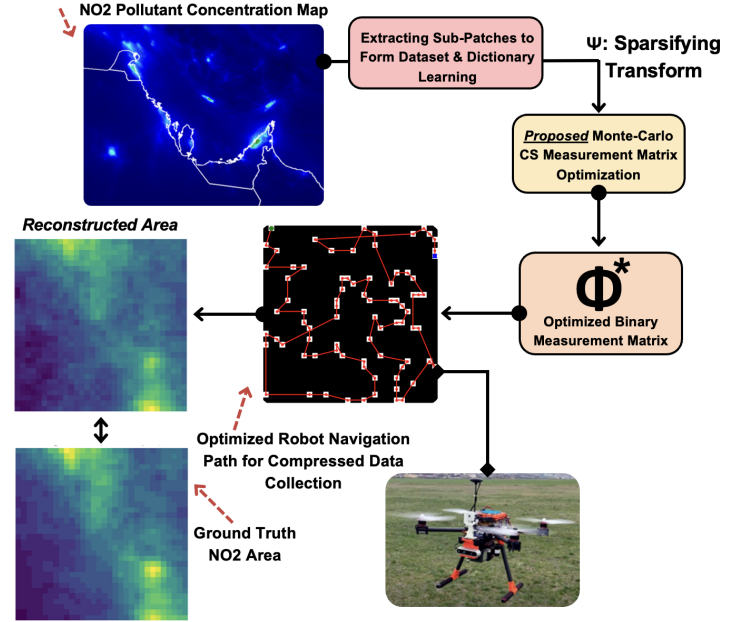 NO2 Pollutant Concentration Map
Extracting Sub-Patches to
Form Dataset & Dictionary
Learning
Ψ: Sparsifying
Transform
Proposed Monte-Carlo
CS Measurement Matrix
Optimization
Φ*
Optimized Binary
Measurement Matrix
Reconstructed Area
Optimized Robot Navigation
Path for Compressed Data
Collection
Ground Truth
NO2 Area